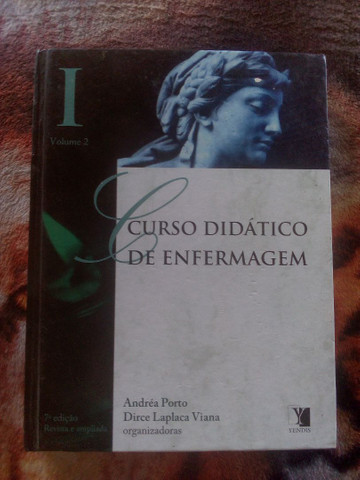 I
Volume 2
CURSO DIDÁTICO
DE ENFERMAGEM
7ª edição
Revista e ampliada
Andréa Porto
Dirce Laplaca Viana
organizadoras
Y
YENDIS